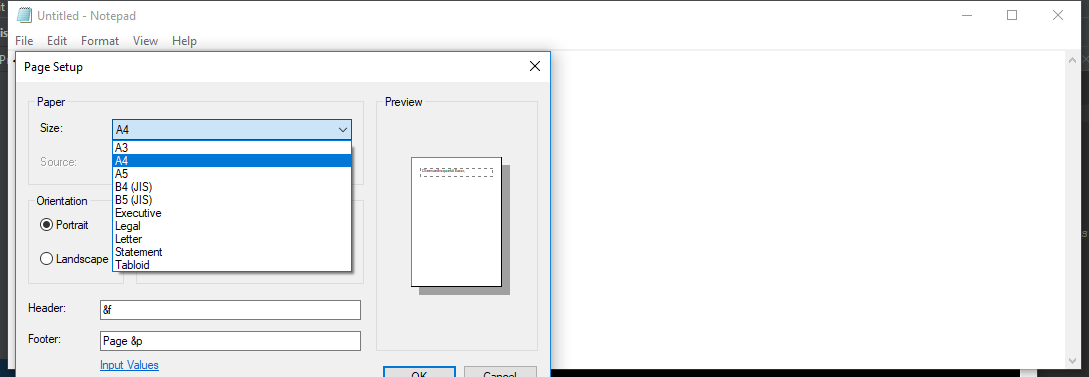 Untitled - Notepad
File Edit Format View Help
Page Setup
Paper
Size:
A4
A3
A4
A5
B4 (JIS)
B5 (JIS)
Executive
Legal
Letter
Statement
Tabloid
Source:
Orientation
Portrait
Landscape
Preview
Header:
&f
Footer:
Page &p
Input Values
OK
Cancel